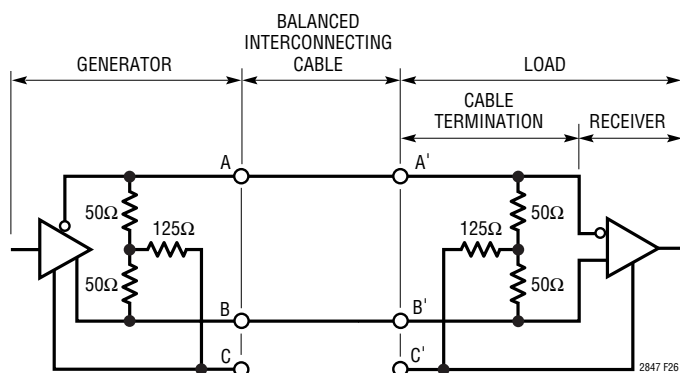 BALANCED
INTERCONNECTING
CABLE
GENERATOR
LOAD
CABLE
TERMINATION
RECEIVER
A
A'
50Ω
125Ω
50Ω
125Ω
50Ω
50Ω
B
B'
C
C'
2847 F26